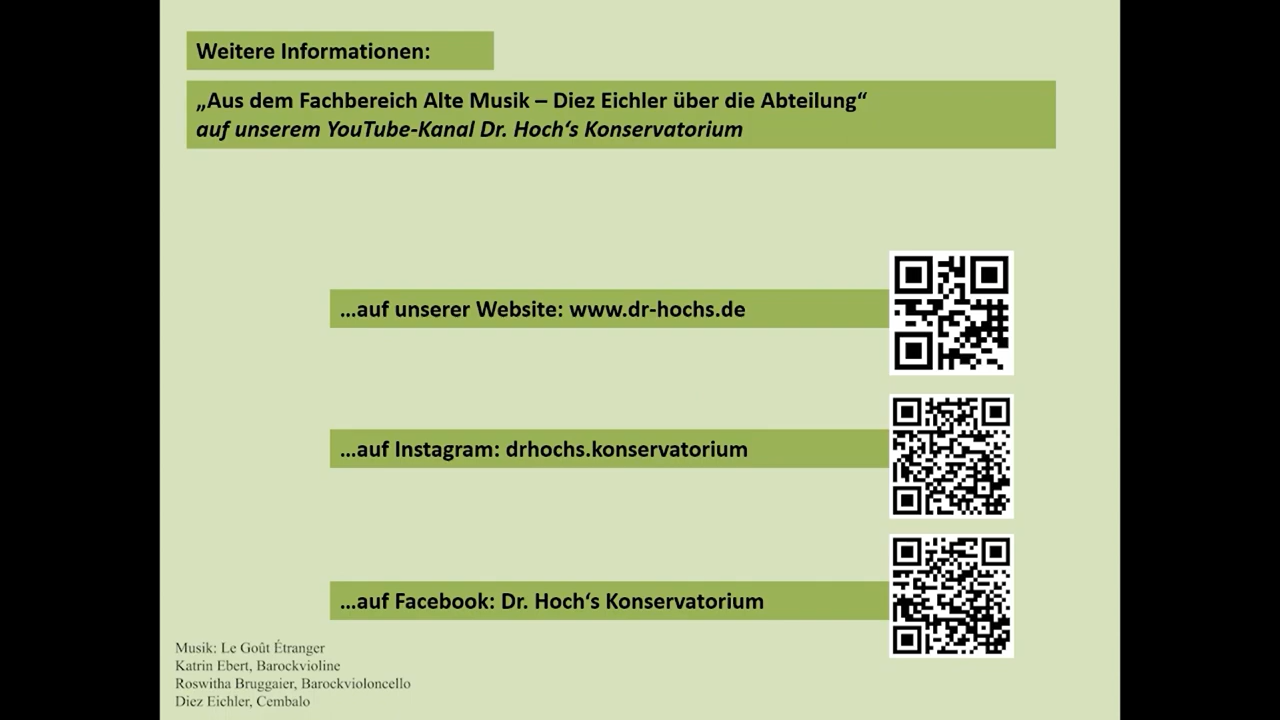 Weitere Informationen:
„Aus dem Fachbereich Alte Musik – Diez Eichler über die Abteilung“
auf unserem YouTube-Kanal Dr. Hoch‘s Konservatorium
...auf unserer Website: www.dr-hochs.de
...auf Instagram: drhochs.konservatorium
...auf Facebook: Dr. Hoch‘s Konservatorium
Musik: Le Goût Étranger
Katrin Ebert, Barockvioline
Roswitha Bruggaier, Barockvioloncello
Diez Eichler, Cembalo